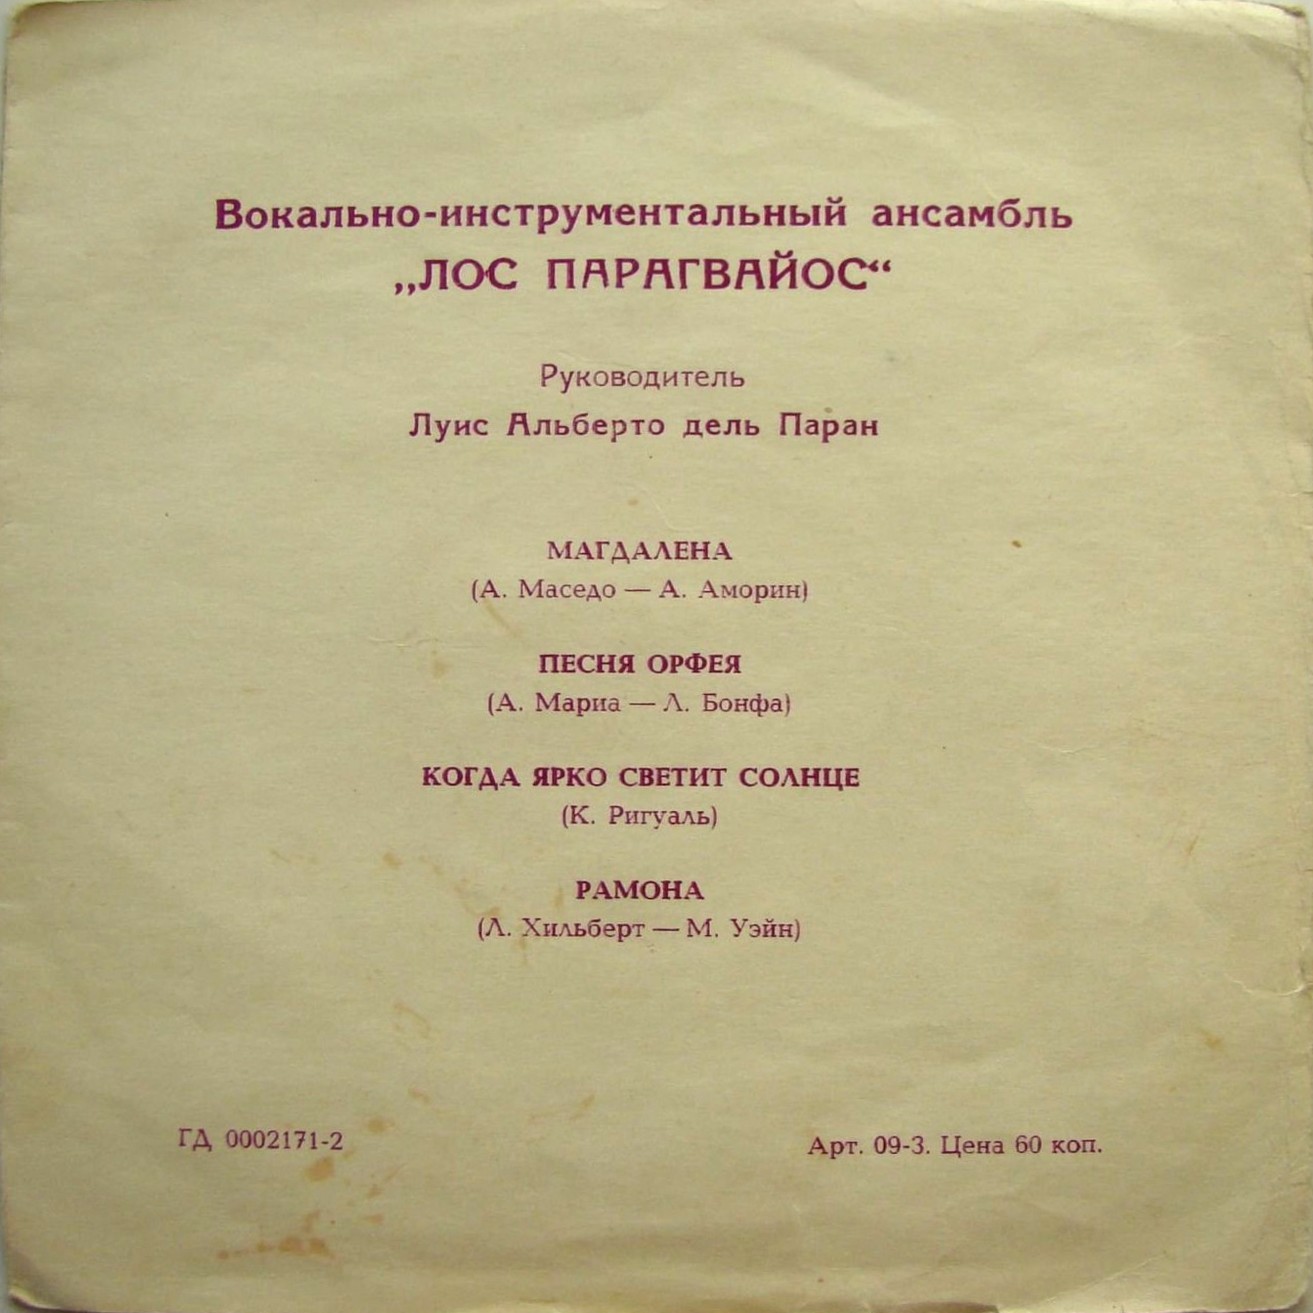 Вокально-инструментальный ансамбль
„ЛОС ПАРАГВАЙОС“
Руководитель
Луис Альберто дель Паран
МАГДАЛЕНА
(А. Маседо — А. Аморин)
ПЕСНЯ ОРФЕЯ
(А. Мариа — Л. Бонфа)
КОГДА ЯРКО СВЕТИТ СОЛНЦЕ
(К. Ригуаль)
РАМОНА
(Л. Хильберт — М. Уэйн)
ГД 0002171-2
Арт. 09-3. Цена 60 коп.